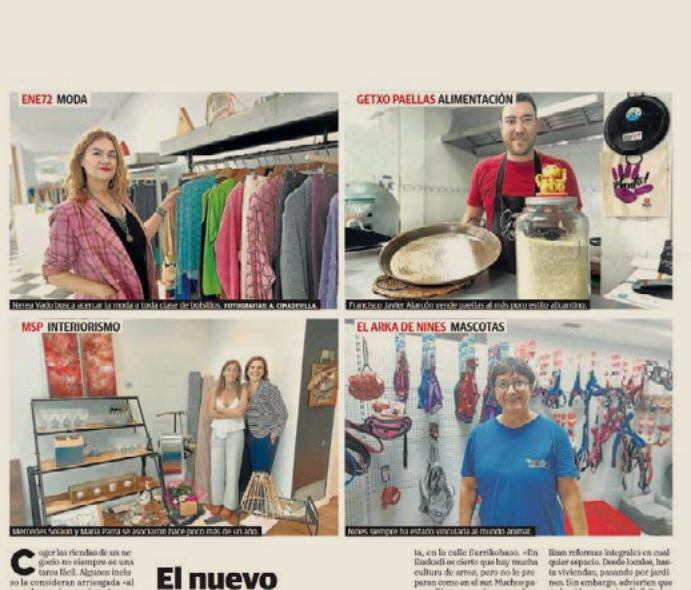 ENE72 MODA
Nerea Vado busca acercar la moda a toda clase de bolsillos. FOTOGRAFÍAS: A. CIMADEVILLA.
GETXO PAELLAS ALIMENTACIÓN
Francisco Javier Alarcón vende paellas al más puro estilo alicantino.
MSP INTERIORISMO
Mercedes Solaun y María Parra se asociaron hace poco más de un año.
EL ARKA DE NINES MASCOTAS
Nines siempre ha estado vinculada al mundo animal.
Coger las riendas de un ne-
gocio no siempre es una
tarea fácil. Algunos inclu
so la consideran arriesgada «al
El nuevo
ta, en la calle Sarrikobaso. «En
Euskadi es cierto que hay mucha
cultura de arroz, pero no lo pre
paran como en el sur. Muchos pa-
lizan reformas integrales en cual
quier espacio. Desde locales, has-
ta viviendas, pasando por jardi-
nes. Sin embargo, advierten que